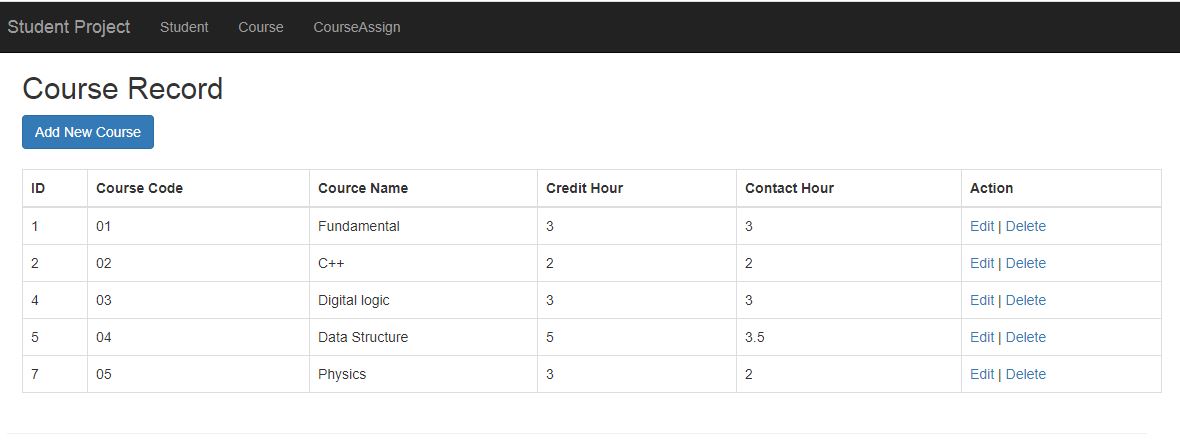 Student Project Student Course CourseAssign
Course Record
Add New Course
ID Course Code Cource Name Credit Hour Contact Hour Action
1 01 Fundamental 3 3 Edit | Delete
2 02 C++ 2 2 Edit | Delete
4 03 Digital logic 3 3 Edit | Delete
5 04 Data Structure 5 3.5 Edit | Delete
7 05 Physics 3 2 Edit | Delete